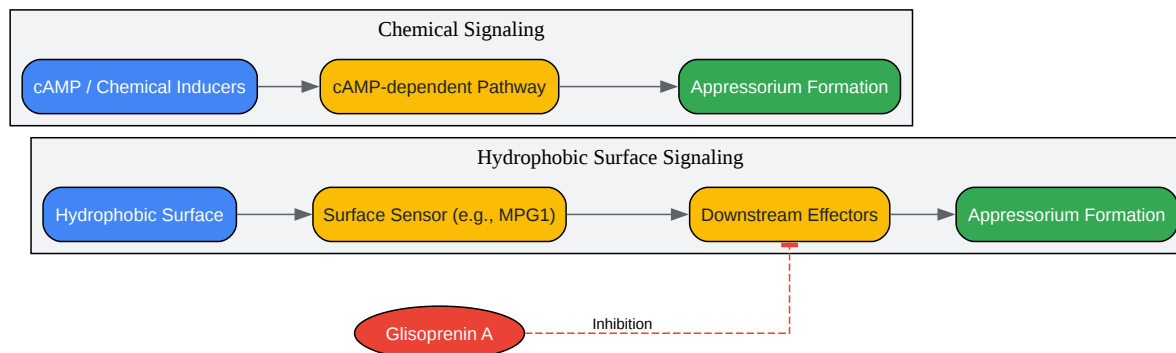 Chemical Signaling
cAMP / Chemical Inducers
cAMP-dependent Pathway
Appressorium Formation
Hydrophobic Surface Signaling
Hydrophobic Surface
Surface Sensor (e.g., MPG1)
Downstream Effectors
Appressorium Formation
Glisoprenin A
Inhibition